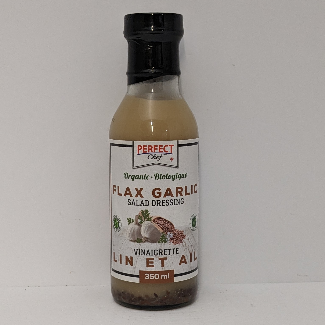 PERFECT
Chef
Organic • Biologique
FLAX GARLIC
SALAD DRESSING
VINAIGRETTE
LIN ET AIL
350 ml